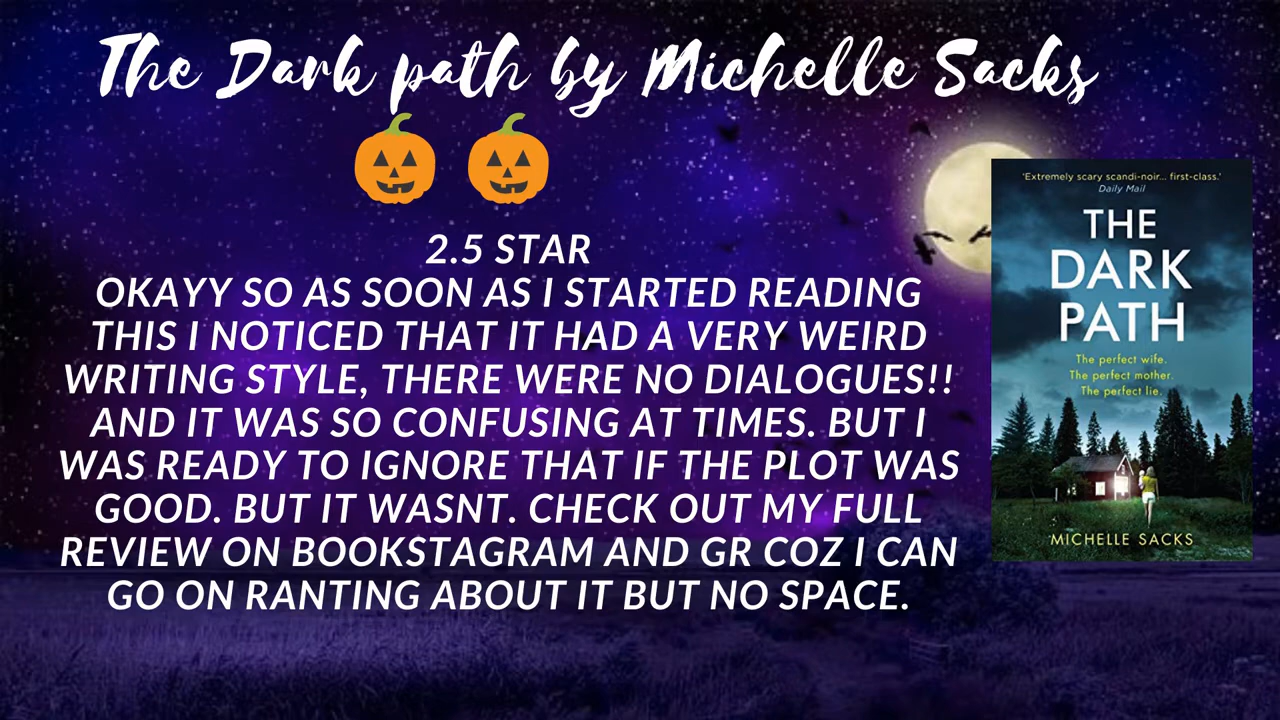 The Dark path by Michelle Sacks
2.5 STAR
OKAYY SO AS SOON AS I STARTED READING
THIS I NOTICED THAT IT HAD A VERY WEIRD
WRITING STYLE, THERE WERE NO DIALOGUES!!
AND IT WAS SO CONFUSING AT TIMES. BUT I
WAS READY TO IGNORE THAT IF THE PLOT WAS
GOOD. BUT IT WASNT. CHECK OUT MY FULL
REVIEW ON BOOKSTAGRAM AND GR COZ I CAN
GO ON RANTING ABOUT IT BUT NO SPACE.
'Extremely scary scandi-noir... first-class.'
Daily Mail
THE
DARK
PATH
The perfect wife.
The perfect mother.
The perfect lie.
MICHELLE SACKS